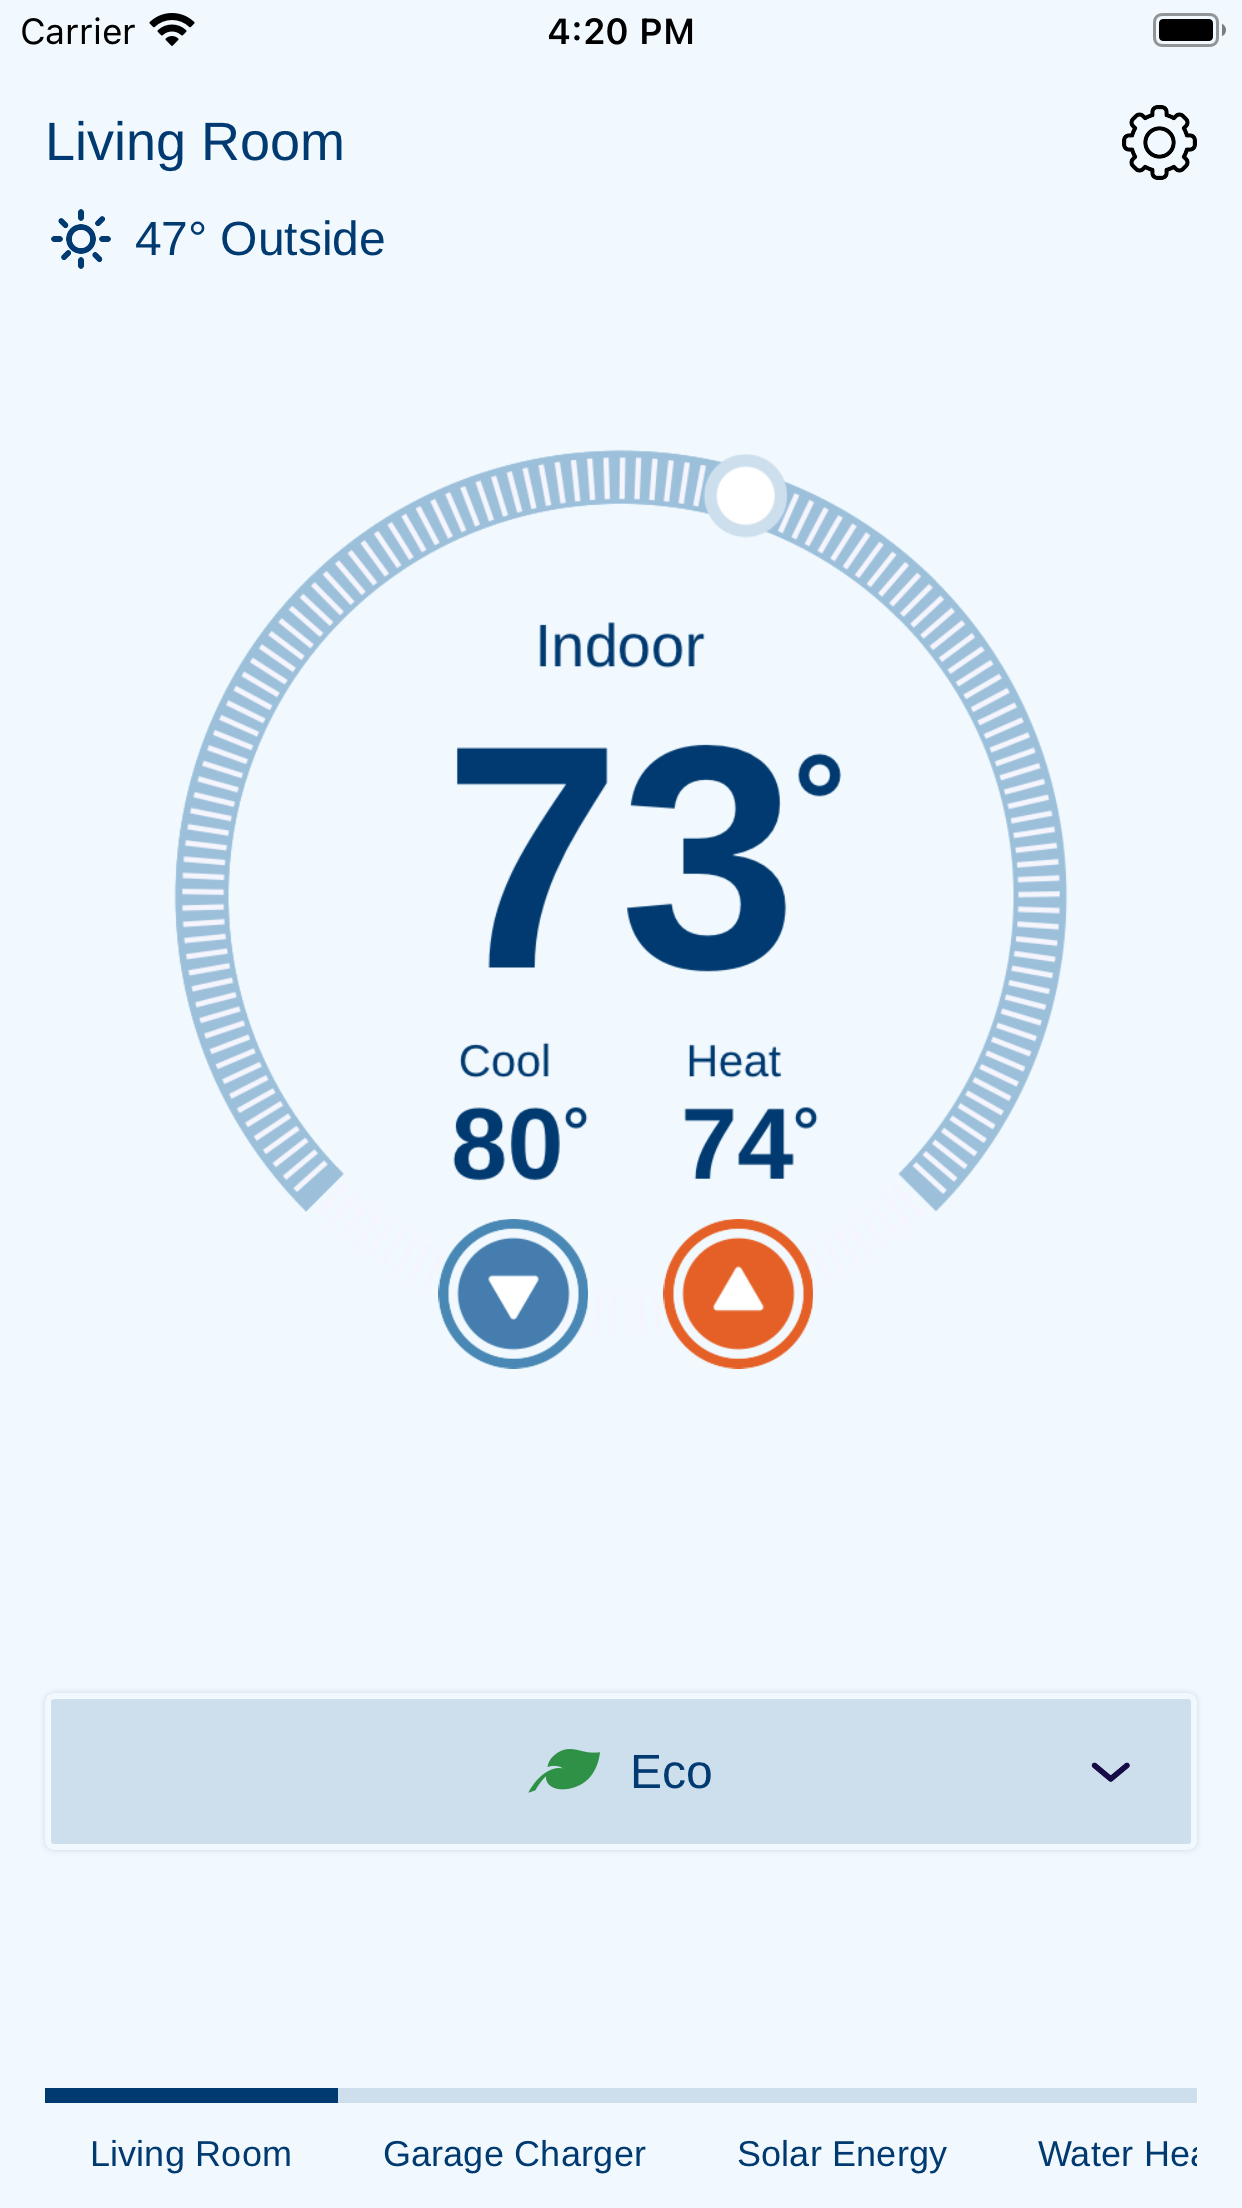 Carrier 4:20 PM
Living Room
47° Outside
Indoor
73°
Cool Heat
80° 74°
Eco
Living Room Garage Charger Solar Energy Water Hea